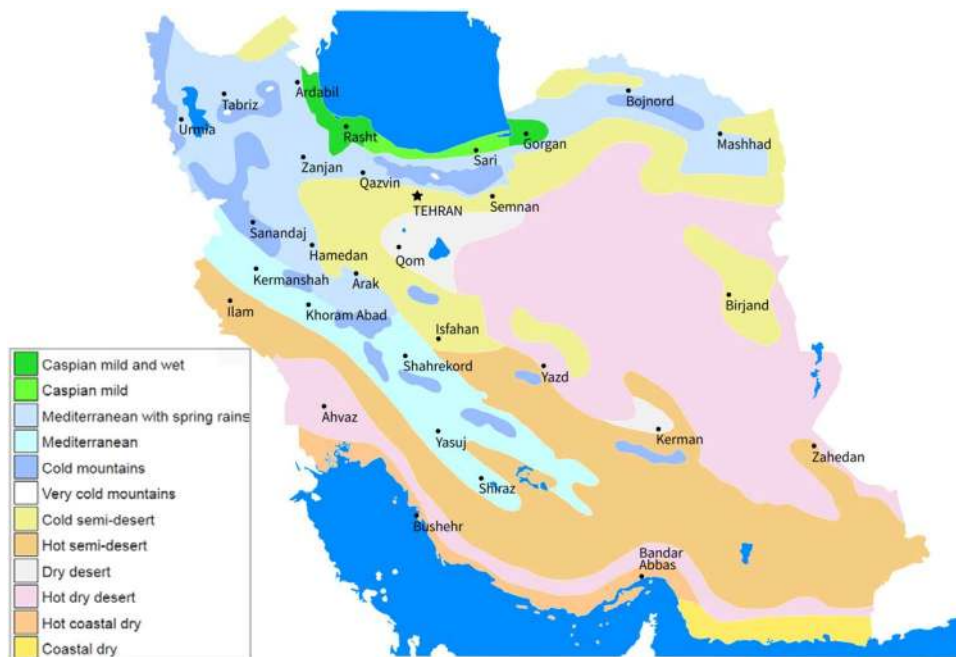 Ardabil
Tabriz
Bojnord
Urmia
Rasht
Gorgan
Mashhad
Sari
Zanjan
Qazvin
TEHRAN
Semnan
Sanandaj
Hamedan
Qom
Kermanshah
Arak
Birjand
Ilam
Khoram Abad
Isfahan
Shahrekord
Yazd
Ahvaz
Yasuj
Kerman
Zahedan
Shiraz
Bushehr
Bandar
Abbas
Caspian mild and wet
Caspian mild
Mediterranean with spring rains
Mediterranean
Cold mountains
Very cold mountains
Cold semi-desert
Hot semi-desert
Dry desert
Hot dry desert
Hot coastal dry
Coastal dry